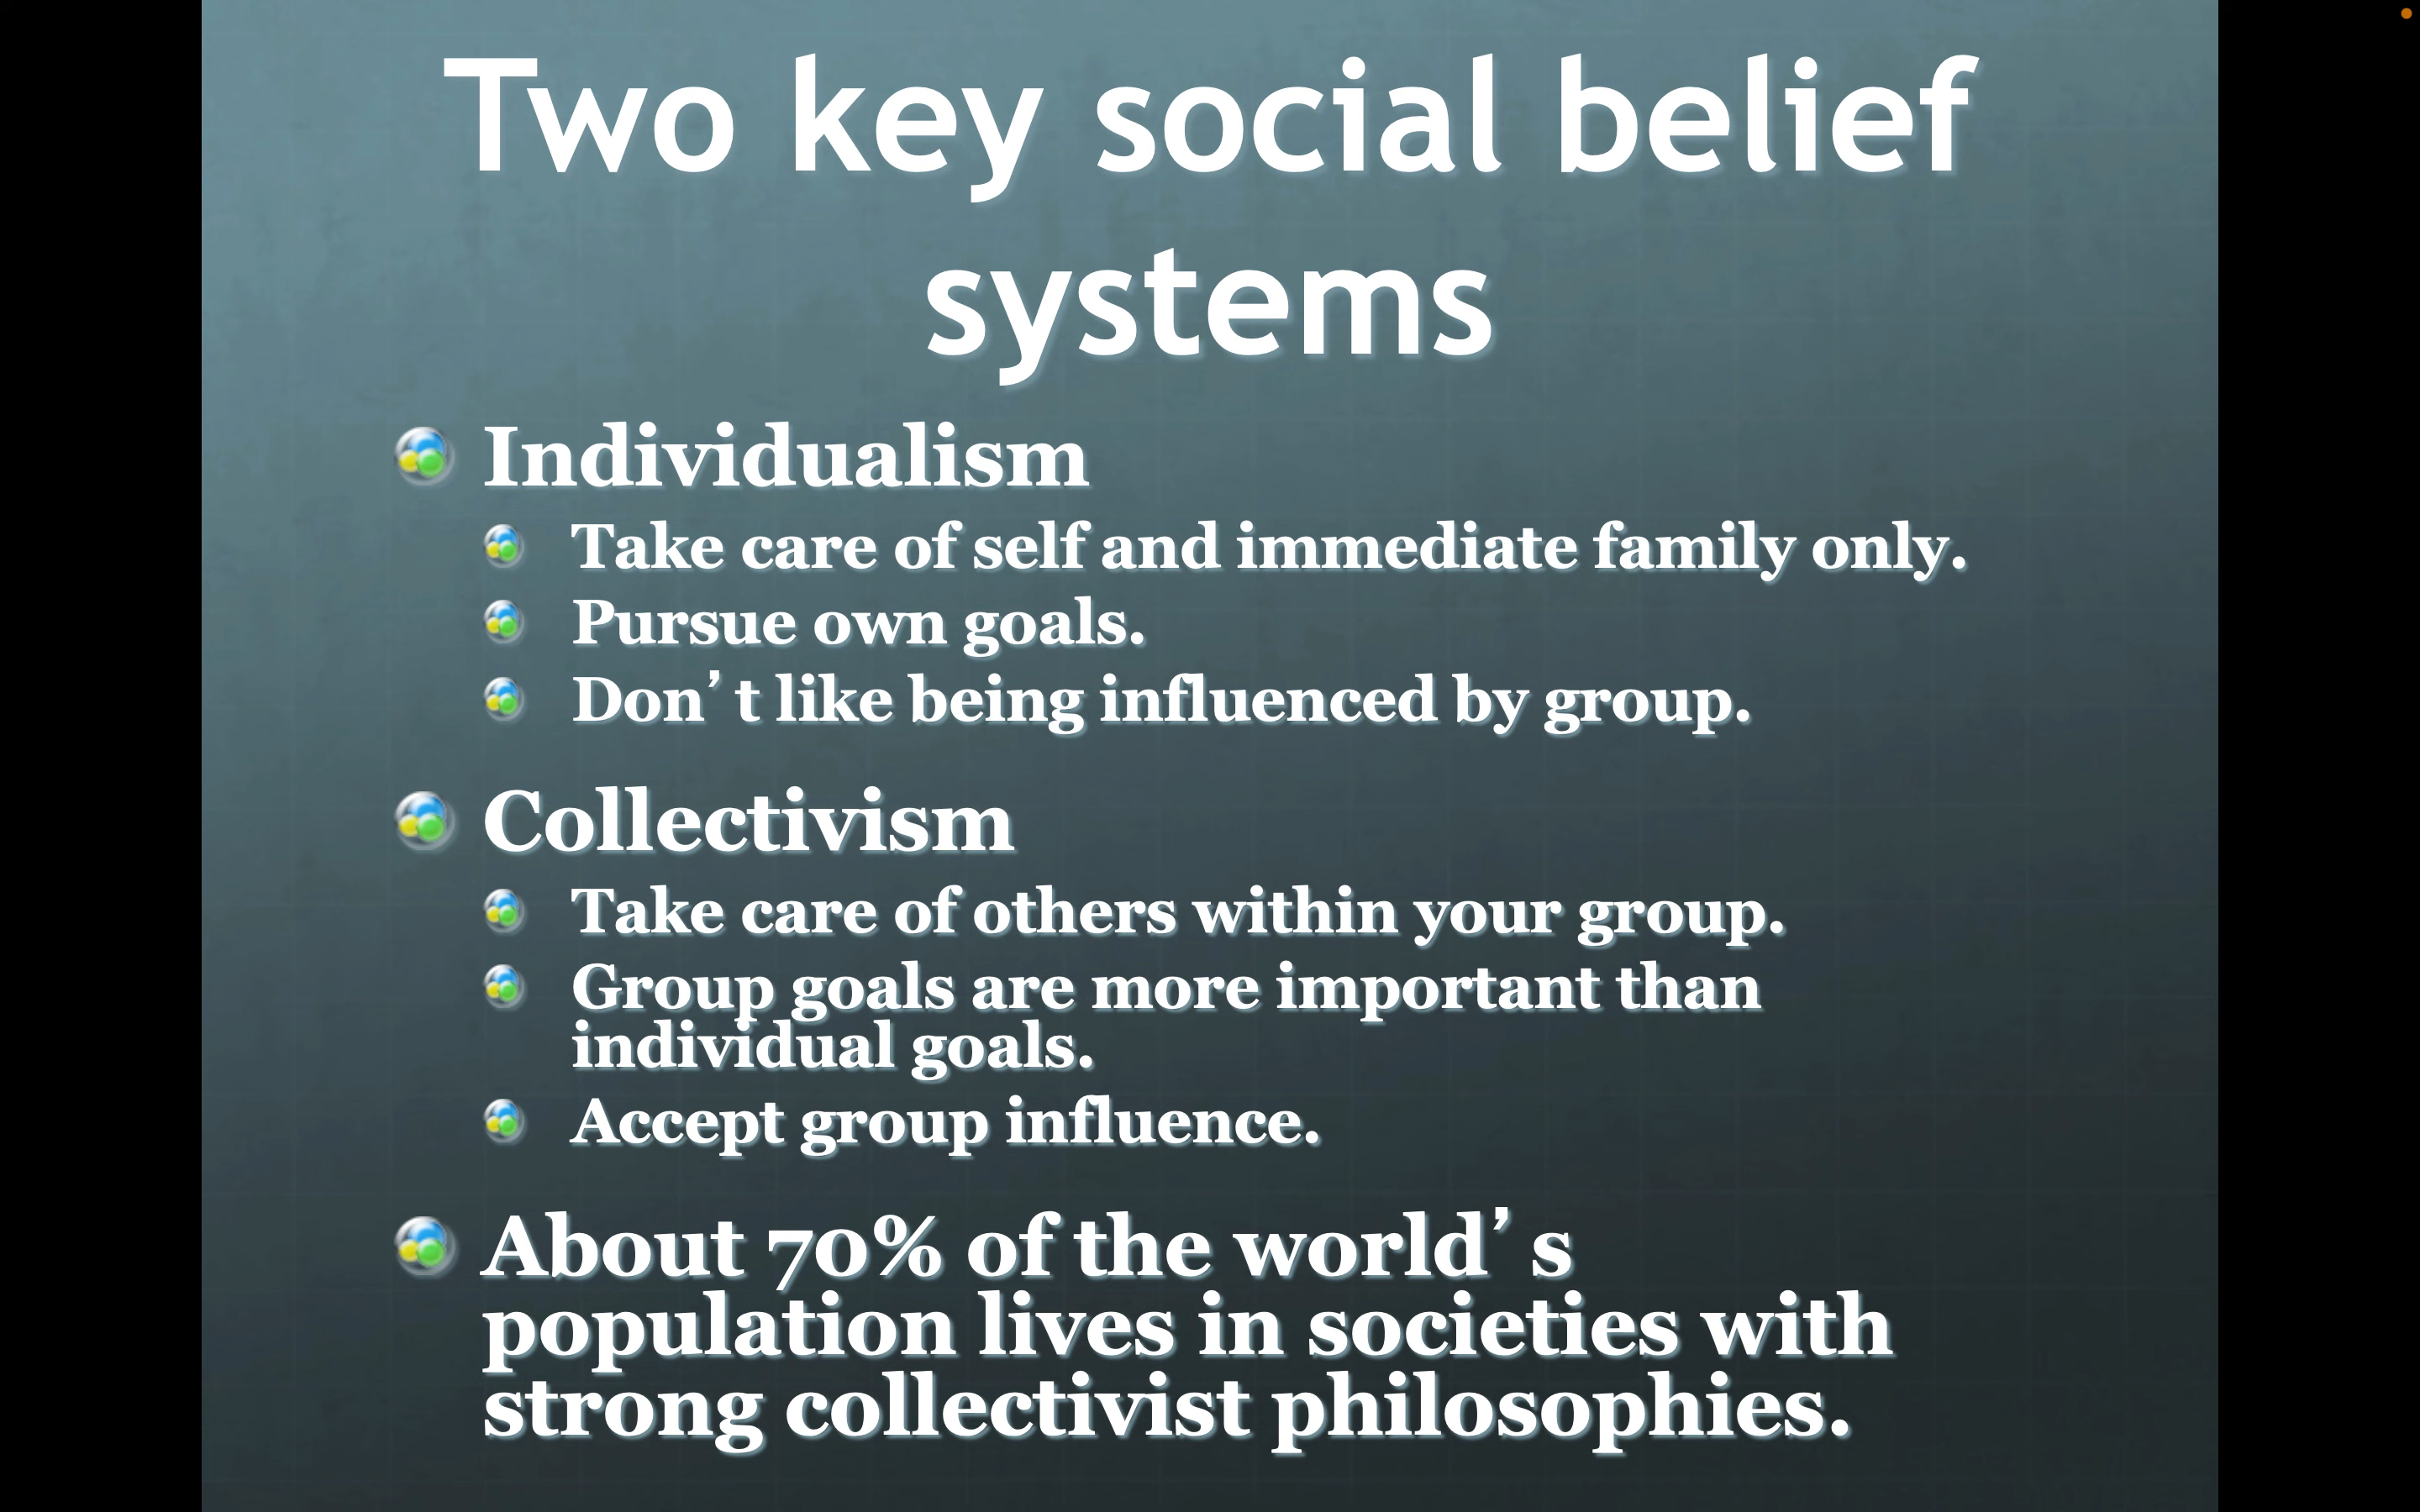 Two key social belief
systems
Individualism
Take care of self and immediate family only.
Pursue own goals.
Don’t like being influenced by group.
Collectivism
Take care of others within your group.
Group goals are more important than
individual goals.
Accept group influence.
About 70% of the world’s
population lives in societies with
strong collectivist philosophies.